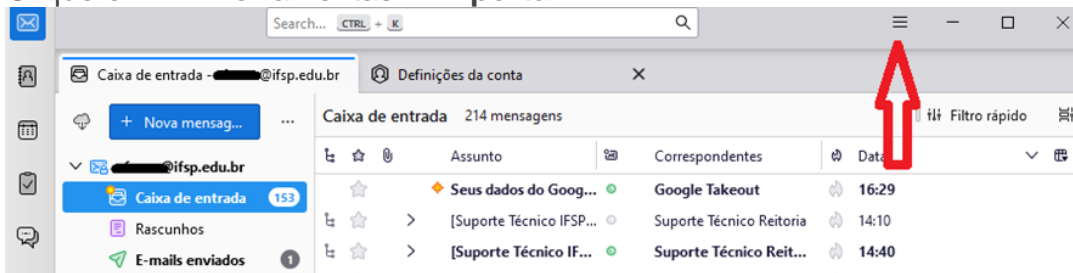 Search... CTRL + K
Caixa de entrada - @ifsp.edu.br Definições da conta
+ Nova mensag... ... Caixa de entrada 214 mensagens Filtro rápido
@ifsp.edu.br Assunto Correspondentes Data
Caixa de entrada 153 Seus dados do Goog... Google Takeout 16:29
Rascunhos [Suporte Técnico IFSP... Suporte Técnico Reitoria 14:10
E-mails enviados 1 [Suporte Técnico IF... Suporte Técnico Reit... 14:40